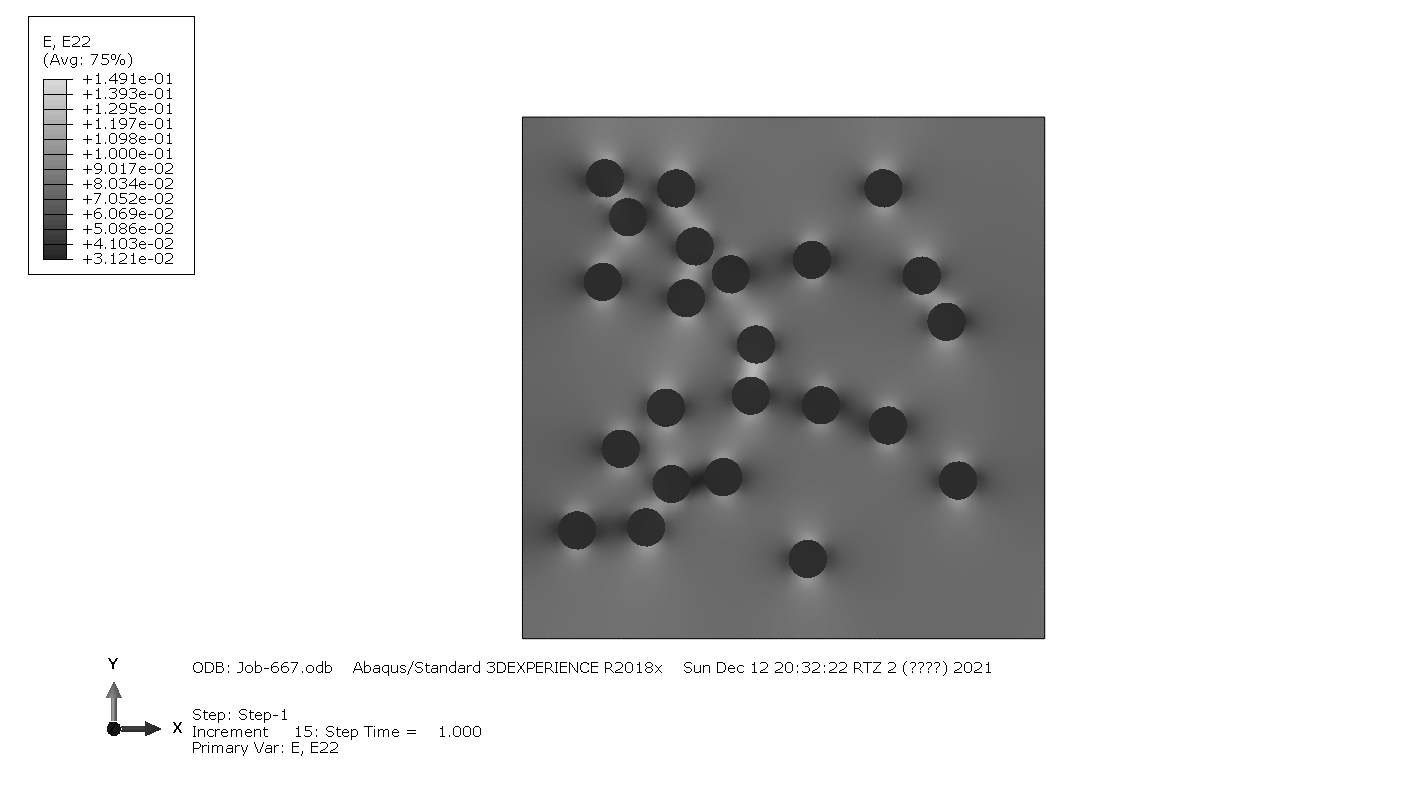 E, E22
(Avg: 75%)
+1.491e-01
+1.393e-01
+1.295e-01
+1.197e-01
+1.098e-01
+1.000e-01
+9.017e-02
+8.034e-02
+7.052e-02
+6.069e-02
+5.086e-02
+4.103e-02
+3.121e-02
Y
X
ODB: Job-667.odb Abaqus/Standard 3DEXPERIENCE R2018x Sun Dec 12 20:32:22 RTZ 2 (????) 2021
Step: Step-1
Increment 15: Step Time = 1.000
Primary Var: E, E22